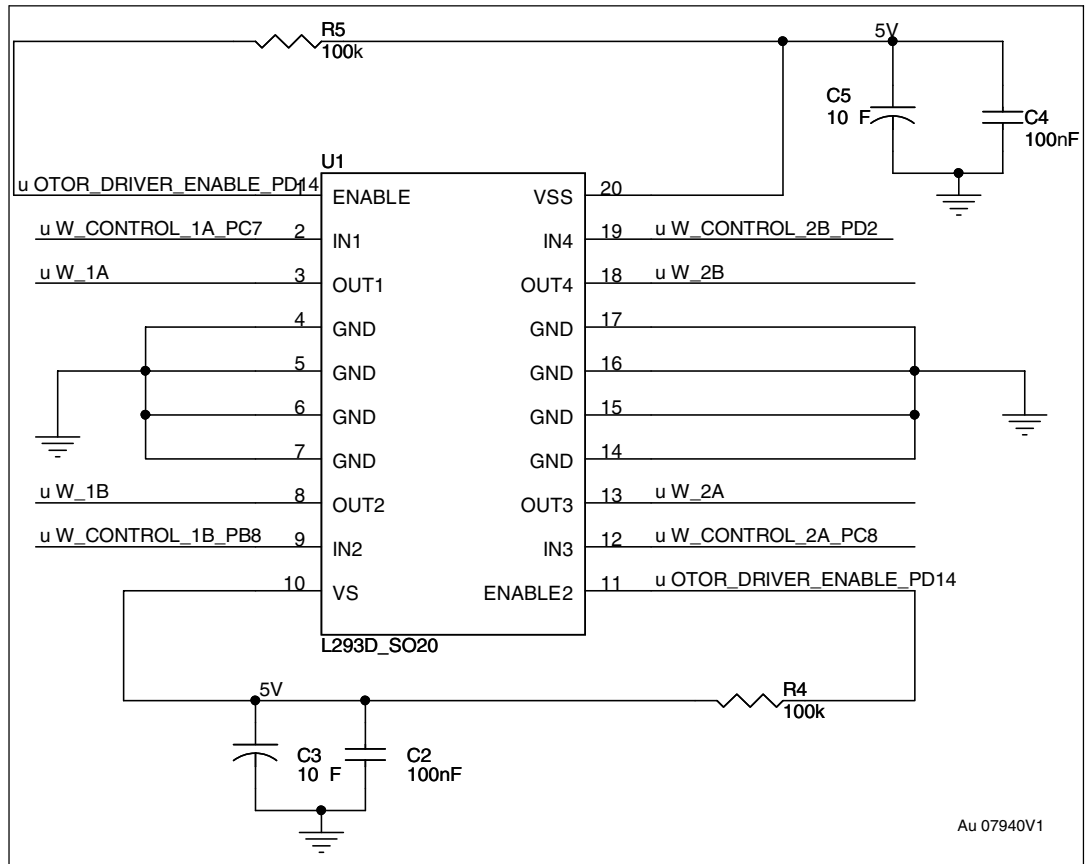 R5
100k
5V
C5
10 F
C4
100nF
U1
u OTOR_DRIVER_ENABLE_PD14
1
ENABLE
VSS
20
u W_CONTROL_1A_PC7
2
IN1
IN4
19
u W_CONTROL_2B_PD2
u W_1A
3
OUT1
OUT4
18
u W_2B
4
GND
GND
17
5
GND
GND
16
6
GND
GND
15
7
GND
GND
14
u W_1B
8
OUT2
OUT3
13
u W_2A
u W_CONTROL_1B_PB8
9
IN2
IN3
12
u W_CONTROL_2A_PC8
10
VS
ENABLE2
11
u OTOR_DRIVER_ENABLE_PD14
L293D_SO20
5V
R4
100k
C3
10 F
C2
100nF
Au 07940V1